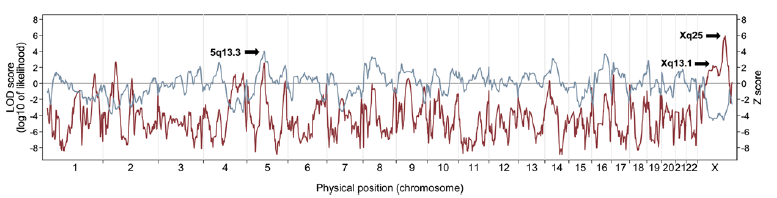 8
6
4
2
0
-2
-4
-6
-8
LOD score
(log10 of likelihood)
5q13.3
Xq25
Xq13.1
8
6
4
2
0
-2
-4
-6
-8
Z score
1 2 3 4 5 6 7 8 9 10 11 12 13 14 15 16 17 18 19 20 21 22 X
Physical position (chromosome)